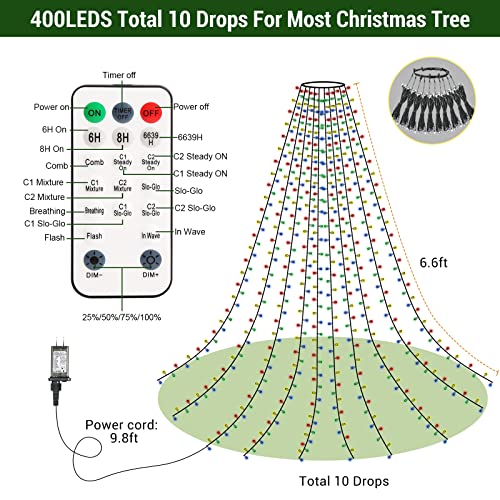 400LEDS Total 10 Drops For Most Christmas Tree
Timer off
Power on
ON
TIMER OFF
OFF
Power off
6H On
6H
8H
6639 H
6639H
8H On
Comb
Comb
C1 Steady On
C2 Steady On
C2 Steady ON
C1 Steady ON
C1 Mixture
C1 Mixture
C2 Mixture
Slo-Glo
Slo-Glo
C2 Mixture
Breathing
Breathing
C1 Slo-Glo
C2 Slo-Glo
C2 Slo-Glo
C1 Slo-Glo
Flash
Flash
In Wave
In Wave
DIM-
DIM+
25%/50%/75%/100%
6.6ft
Power cord:
9.8ft
Total 10 Drops